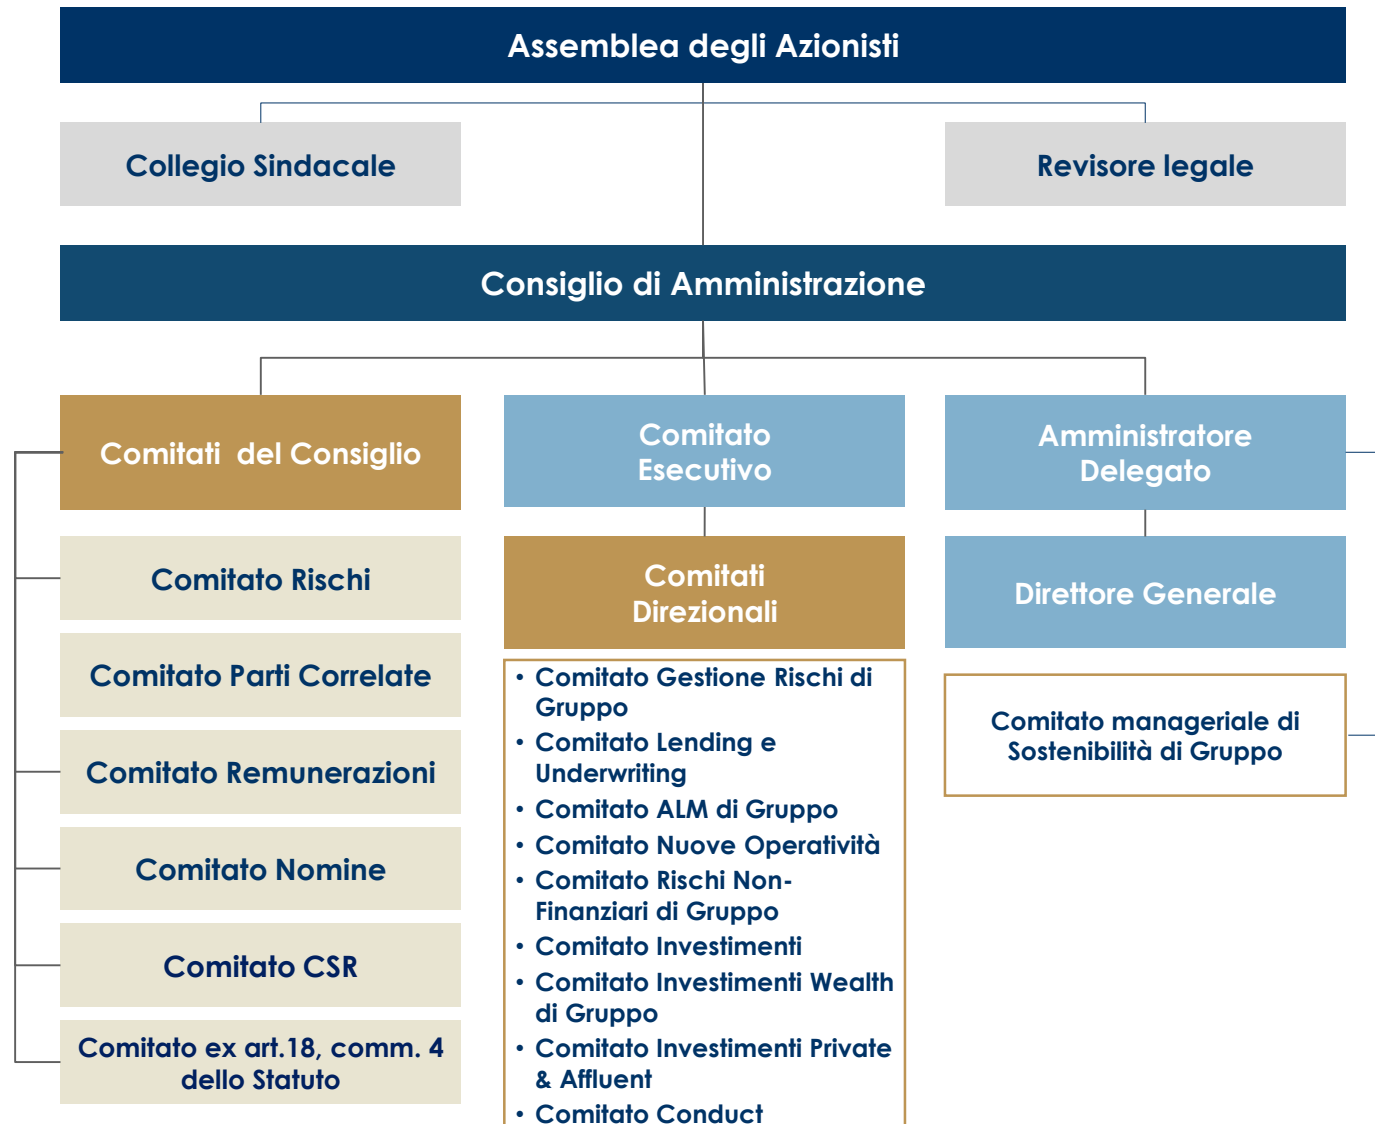 Assemblea degli Azionisti
Collegio Sindacale
Revisore legale
Consiglio di Amministrazione
Comitati del Consiglio
Comitato Rischi
Comitato Parti Correlate
Comitato Remunerazioni
Comitato Nomine
Comitato CSR
Comitato ex art.18, comm. 4
dello Statuto
Comitato
Esecutivo
Comitati
Direzionali
• Comitato Gestione Rischi di
Gruppo
• Comitato Lending e
Underwriting
• Comitato ALM di Gruppo
• Comitato Nuove Operatività
• Comitato Rischi Non-
Finanziari di Gruppo
• Comitato Investimenti
• Comitato Investimenti Wealth
di Gruppo
• Comitato Investimenti Private
& Affluent
• Comitato Conduct
Amministratore
Delegato
Direttore Generale
Comitato manageriale di
Sostenibilità di Gruppo